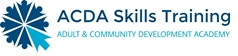 ACDA Skills Training
ADULT & COMMUNITY DEVELOPMENT ACADEMY